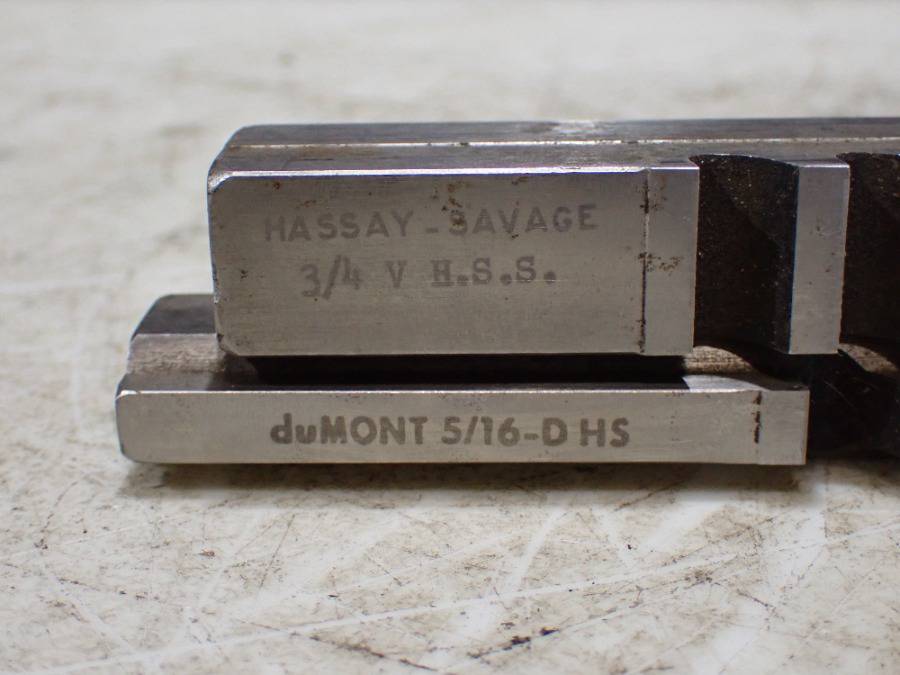 HASSAY-SAVAGE
3/4 V H.S.S.
duMONT 5/16-D HS